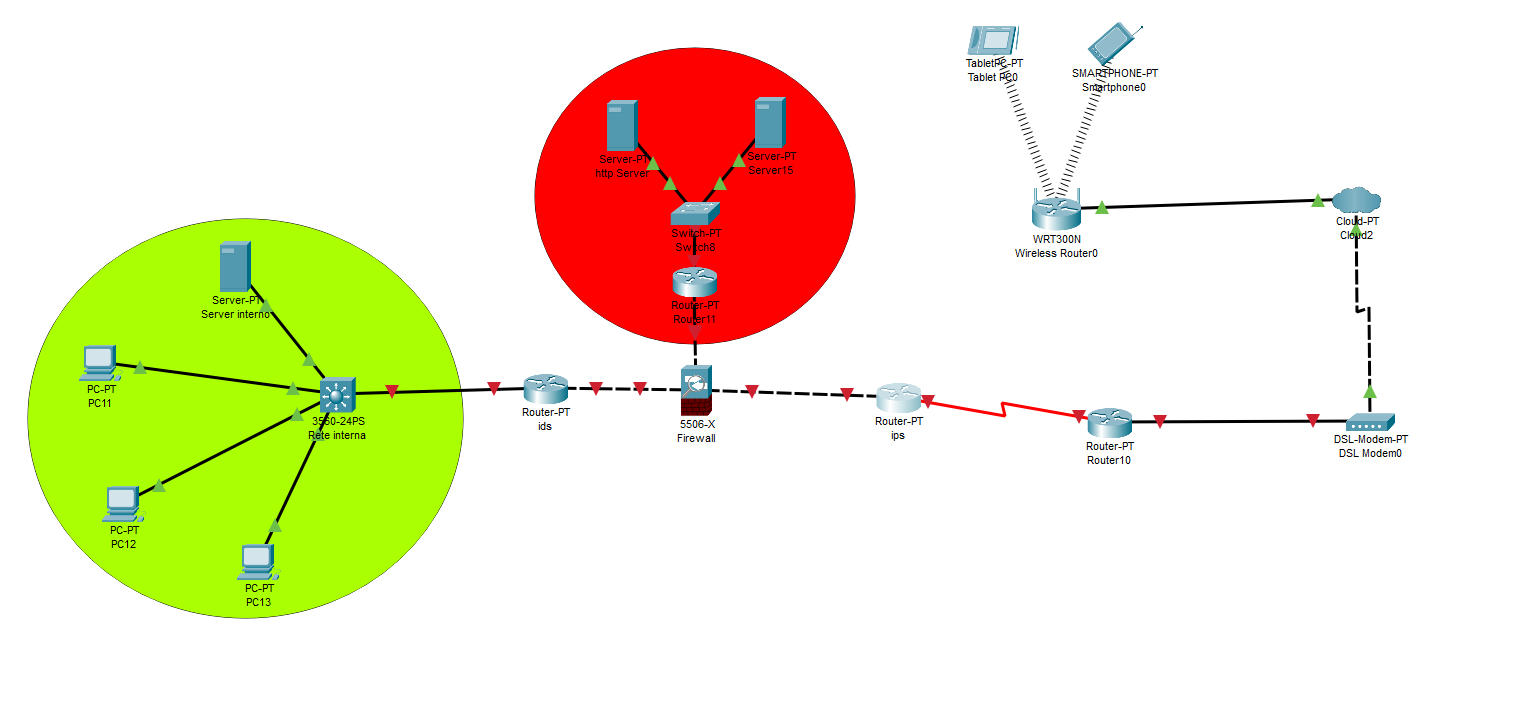 TabletPC-PT
Tablet PC0
SMARTPHONE-PT
Smartphone0
Server-PT
http Server
Server-PT
Server15
Switch-PT
Switch8
Cloud-PT
Cloud2
WRT300N
Wireless Router0
Server-PT
Server interno
Router-PT
Router11
PC-PT
PC11
3560-24PS
Rete interna
Router-PT
ids
5506-X
Firewall
Router-PT
ips
Router-PT
Router10
DSL-Modem-PT
DSL Modem0
PC-PT
PC12
PC-PT
PC13